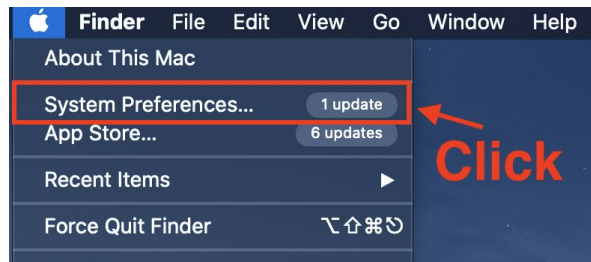 Finder File Edit View Go Window Help
About This Mac
System Preferences... 1 update
App Store... 6 updates
Click
Recent Items
Force Quit Finder ⌥⇧⌘⎋